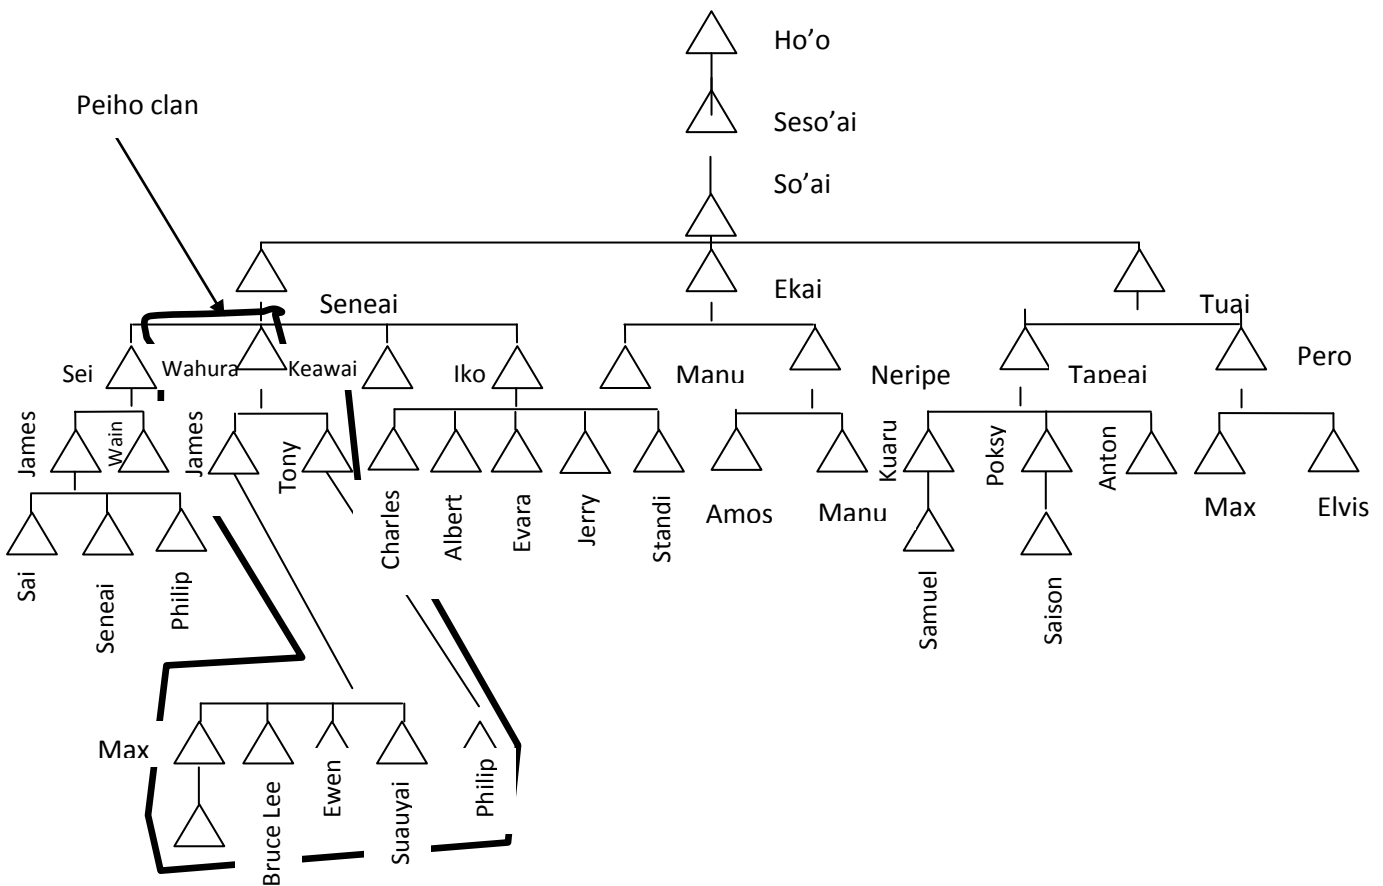 Ho’o
Peiho clan
Seso’ai
So’ai
Seneai
Ekai
Tuai
Sei
Wahura
Keawai
Iko
Manu
Neripe
Tapeai
Pero
James
Wain
James
Tony
Charles
Albert
Evara
Jerry
Standi
Amos
Manu
Kuaru
Poksy
Anton
Max
Elvis
Sai
Seneai
Philip
Samuel
Saison
Max
Bruce Lee
Ewen
Suauyai
Philip